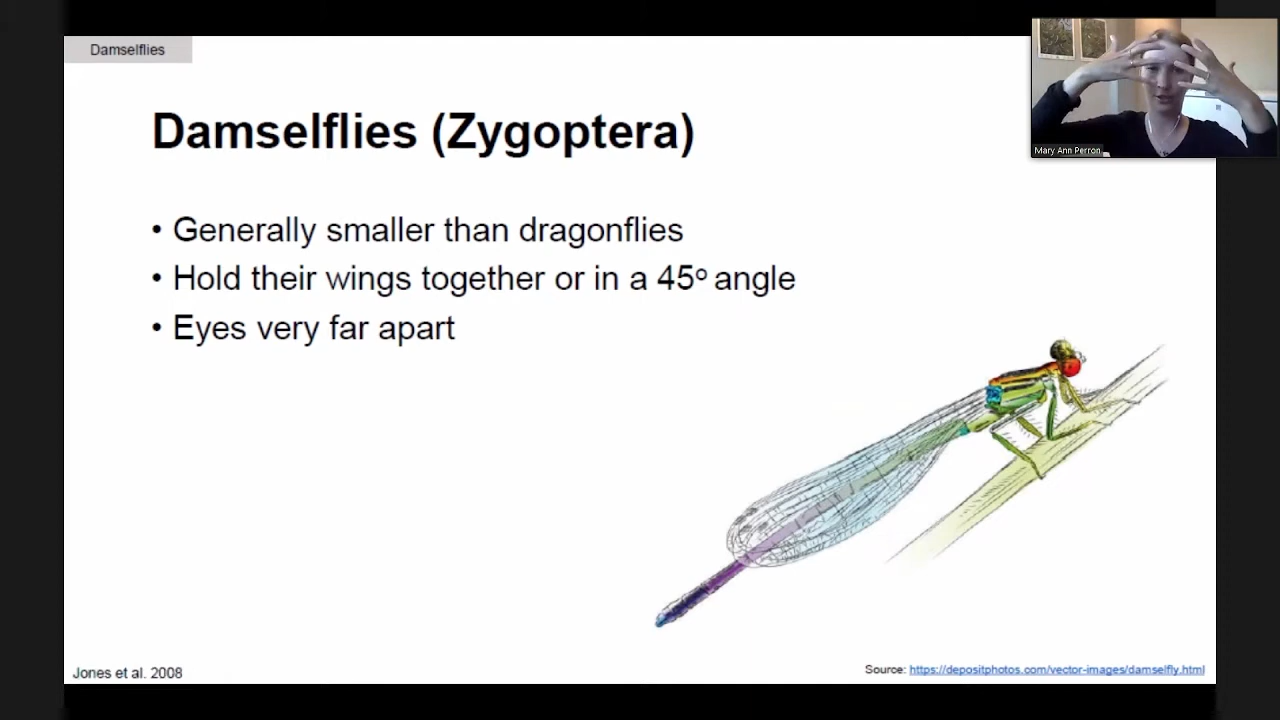 Damselflies
Mary Ann Perron
Damselflies (Zygoptera)
• Generally smaller than dragonflies
• Hold their wings together or in a 45° angle
• Eyes very far apart
Jones et al. 2008
Source: https://depositphotos.com/vector-images/damselfly.html